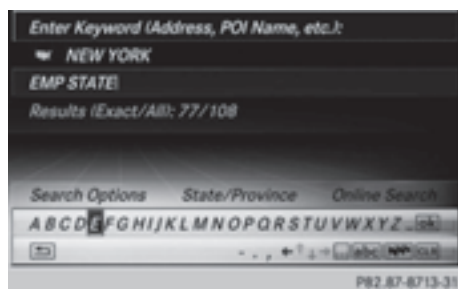 Enter Keyword (Address, POI Name, etc.):
NEW YORK
EMP STATE
Results (Exact/All): 77/108
Search Options State/Province Online Search
A B C D E F G H I J K L M N O P Q R S T U V W X Y Z _ ok
- . , abc CLR
P82.87-8713-31